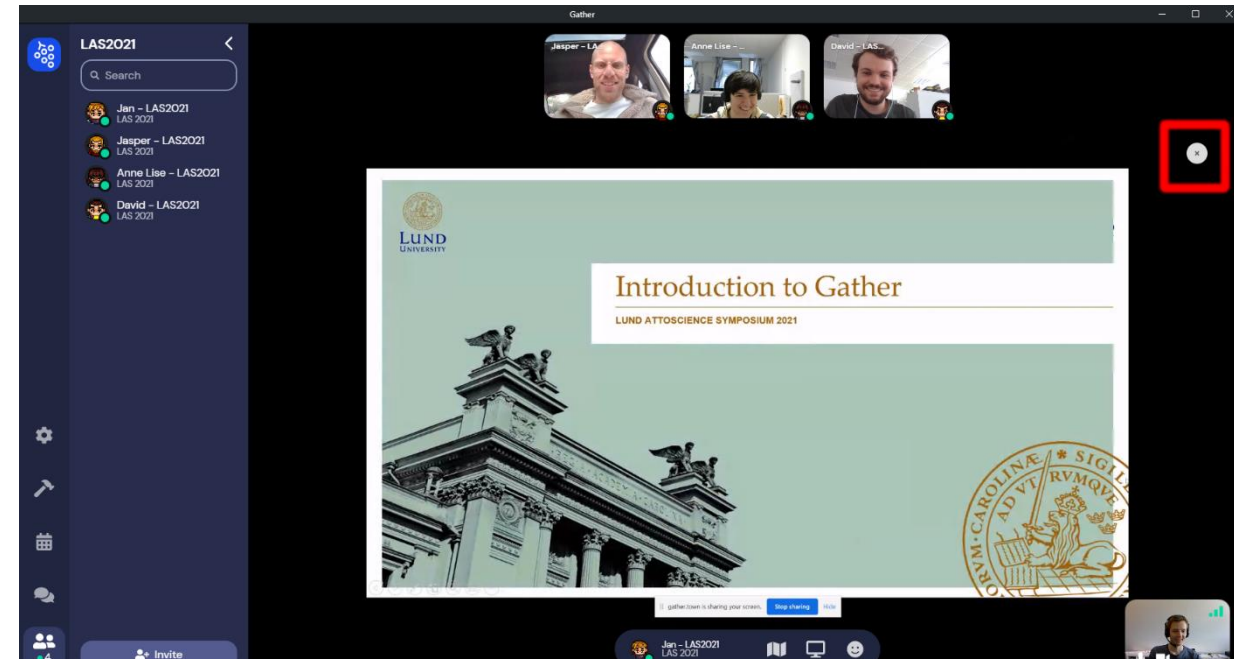 Gather
LAS2021
Search
Jan – LAS2021
LAS 2021
Jasper – LAS2021
LAS 2021
Anne Lise – LAS2021
LAS 2021
David – LAS2021
LAS 2021
4
Invite
Jasper – LA
Anne Lise – ...
David – LAS...
LUND
UNIVERSITY
Introduction to Gather
LUND ATTOSCIENCE SYMPOSIUM 2021
gather.town is sharing your screen. Stop sharing Hide
Jan – LAS2021
LAS 2021